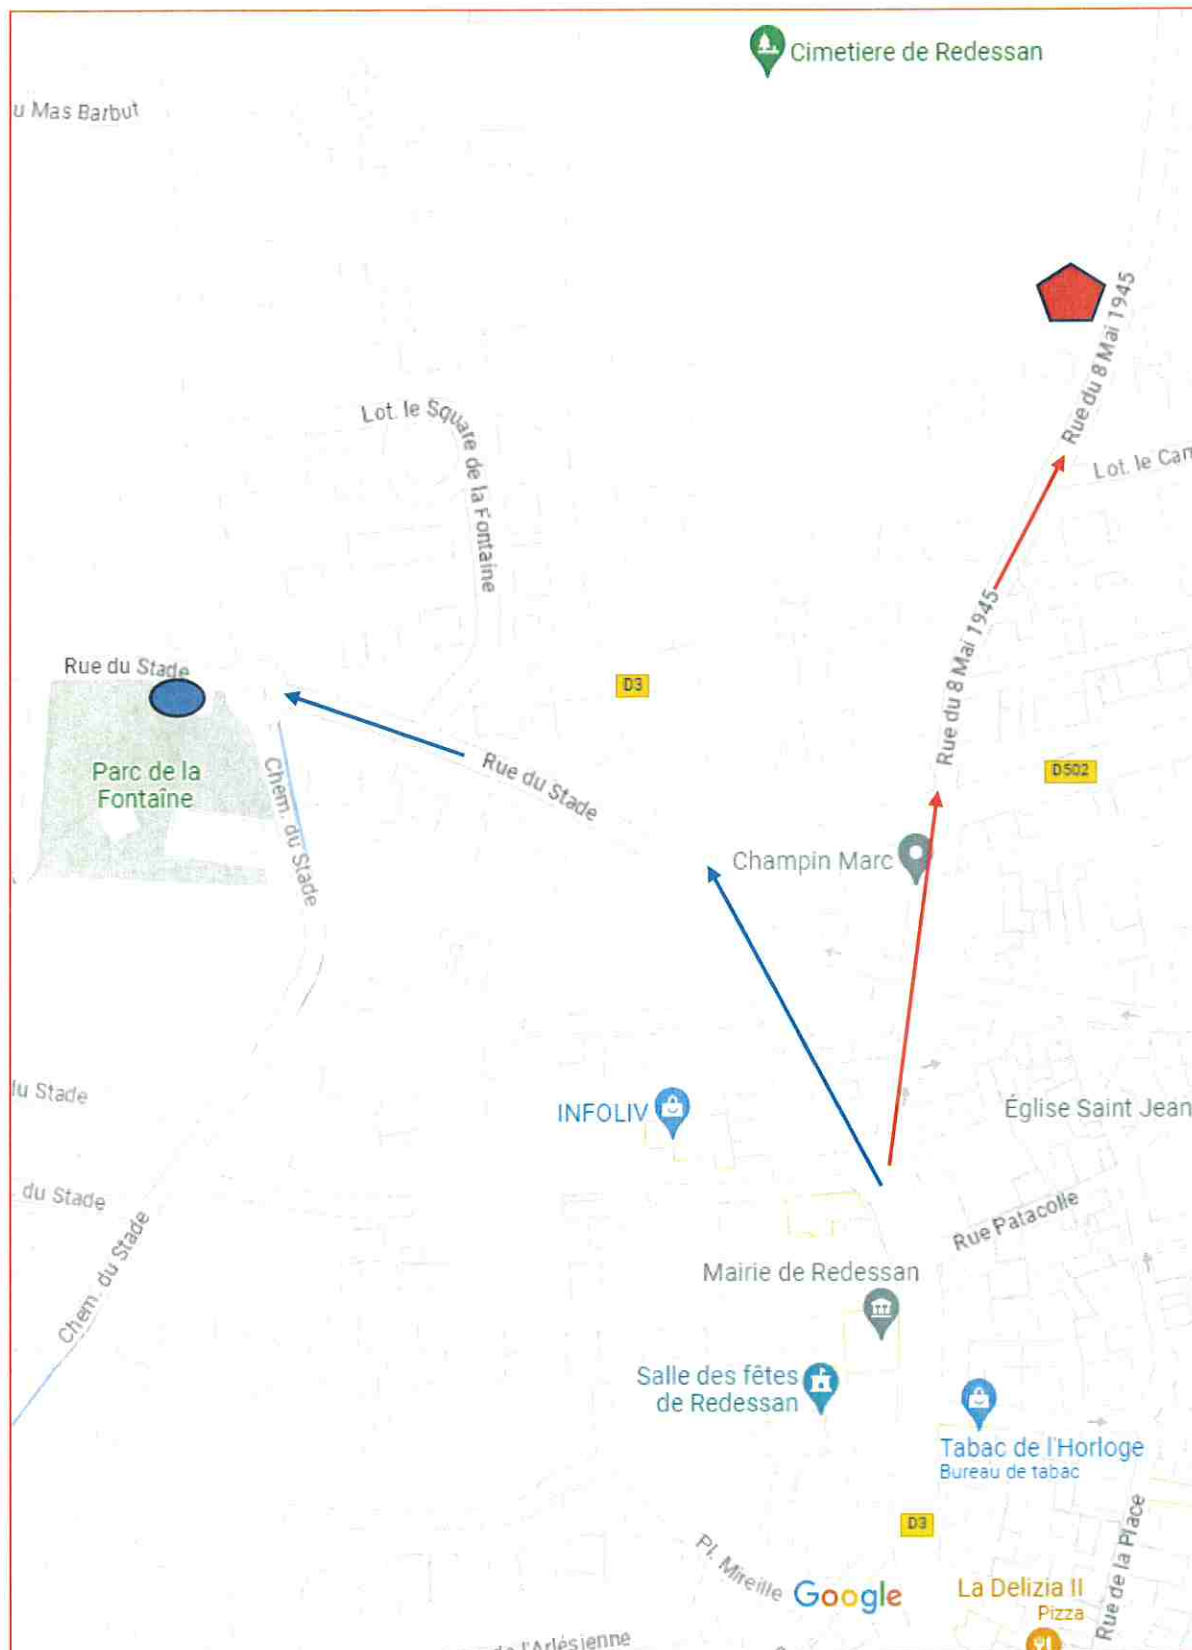 Cimetiere de Redessan
u Mas Barbut
Rue du 8 Mai 1945
Lot. le Square de la Fontaine
Lot. le Can
Rue du 8 Mai 1945
Rue du Stade
D3
Rue du Stade
D502
Parc de la
Fontaîne
Chem. du Stade
Champin Marc
du Stade
INFOLIV
Église Saint Jean
. du Stade
Rue Patacolle
Chem. du Stade
Mairie de Redessan
Salle des fêtes
de Redessan
Tabac de l'Horloge
Bureau de tabac
D3
Rue de la Place
Pl. Mireille
Google
La Delizia II
Pizza
de l'Arlésienne